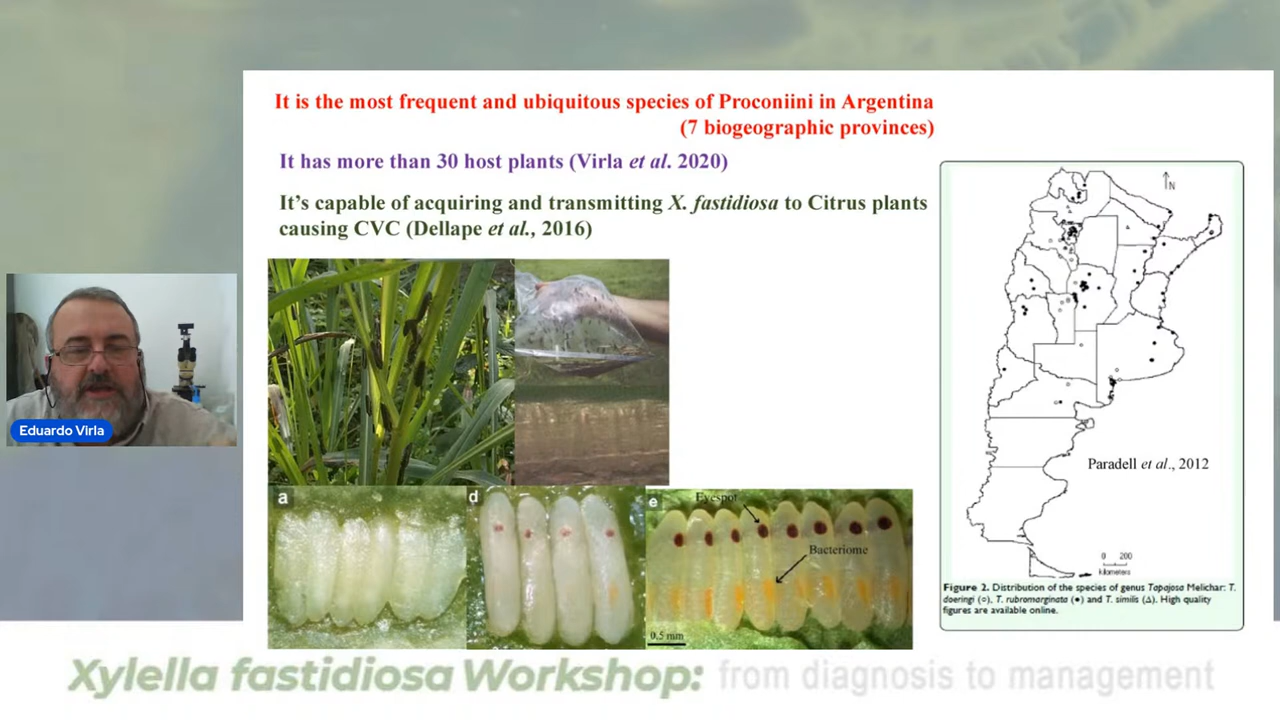 It is the most frequent and ubiquitous species of Proconiini in Argentina
(7 biogeographic provinces)
It has more than 30 host plants (Virla et al. 2020)
It's capable of acquiring and transmitting X. fastidiosa to Citrus plants
causing CVC (Dellape et al., 2016)
N
Paradell et al., 2012
0 200
kilometers
Figure 2. Distribution of the species of genus Tapajosa Melichar: T.
doeringi (○), T. rubromarginata (●) and T. similis (Δ). High quality
figures are available online.
Eduardo Virla
a
d
e
Eyespot
Bacteriome
0.5 mm
Xylella fastidiosa Workshop: from diagnosis to management